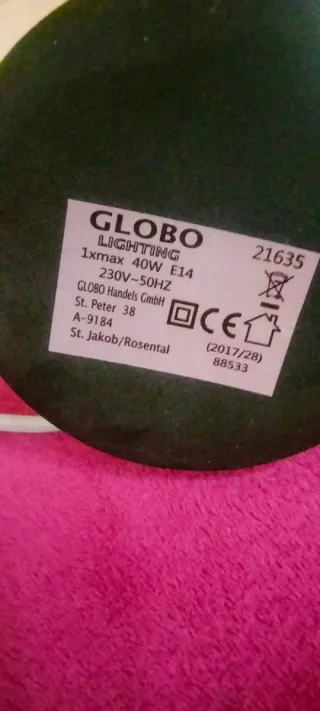 GLOBO
LIGHTING
21635
1xmax 40W E14
230V~50HZ
GLOBO Handels GmbH
St. Peter 38
A-9184
St. Jakob/Rosental
CE
(2017/28)
88533